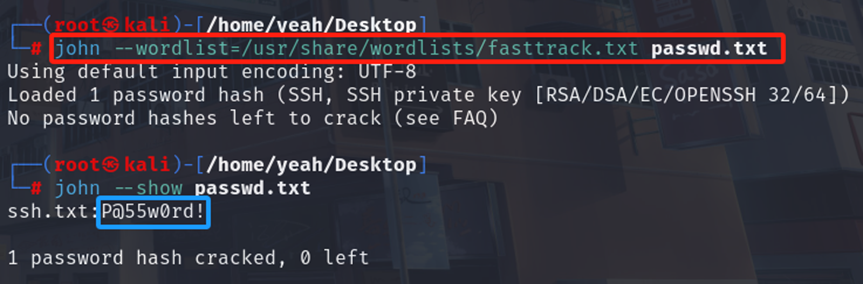 ┌──(root㉿kali)-[/home/yeah/Desktop]
└─# john --wordlist=/usr/share/wordlists/fasttrack.txt passwd.txt
Using default input encoding: UTF-8
Loaded 1 password hash (SSH, SSH private key [RSA/DSA/EC/OPENSSH 32/64])
No password hashes left to crack (see FAQ)
┌──(root㉿kali)-[/home/yeah/Desktop]
└─# john --show passwd.txt
ssh.txt:P@55w0rd!
1 password hash cracked, 0 left